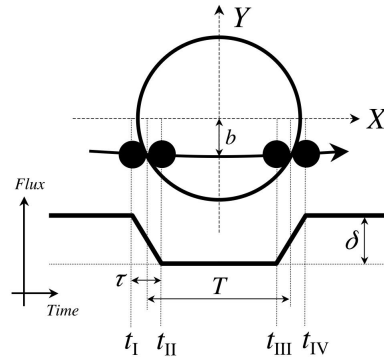 Y
X
b
Flux
δ
τ
T
Time
t_I t_II t_III t_IV